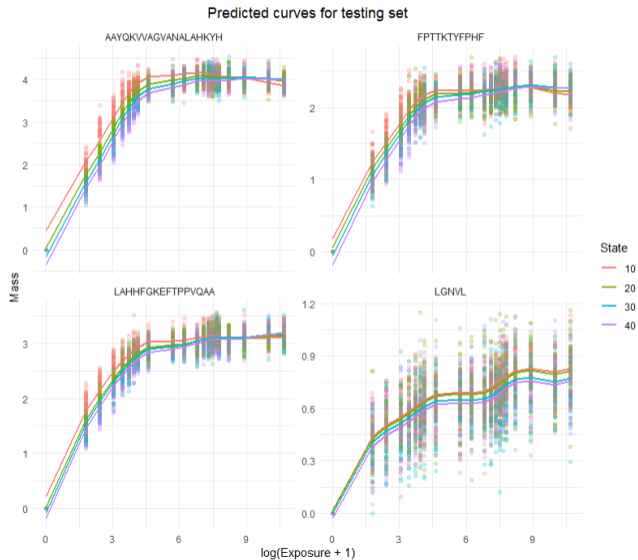 Predicted curves for testing set
AAYQKVVAGVANALAHKYH
FPTTKTYFPHF
4
3
2
1
0
2
1
0
Mass
State
10
20
30
40
LAHHFGKEFTPPVQAA
LGNVL
3
2
1
0
1.2
0.9
0.6
0.3
0.0
0 3 6 9
0 3 6 9
log(Exposure + 1)